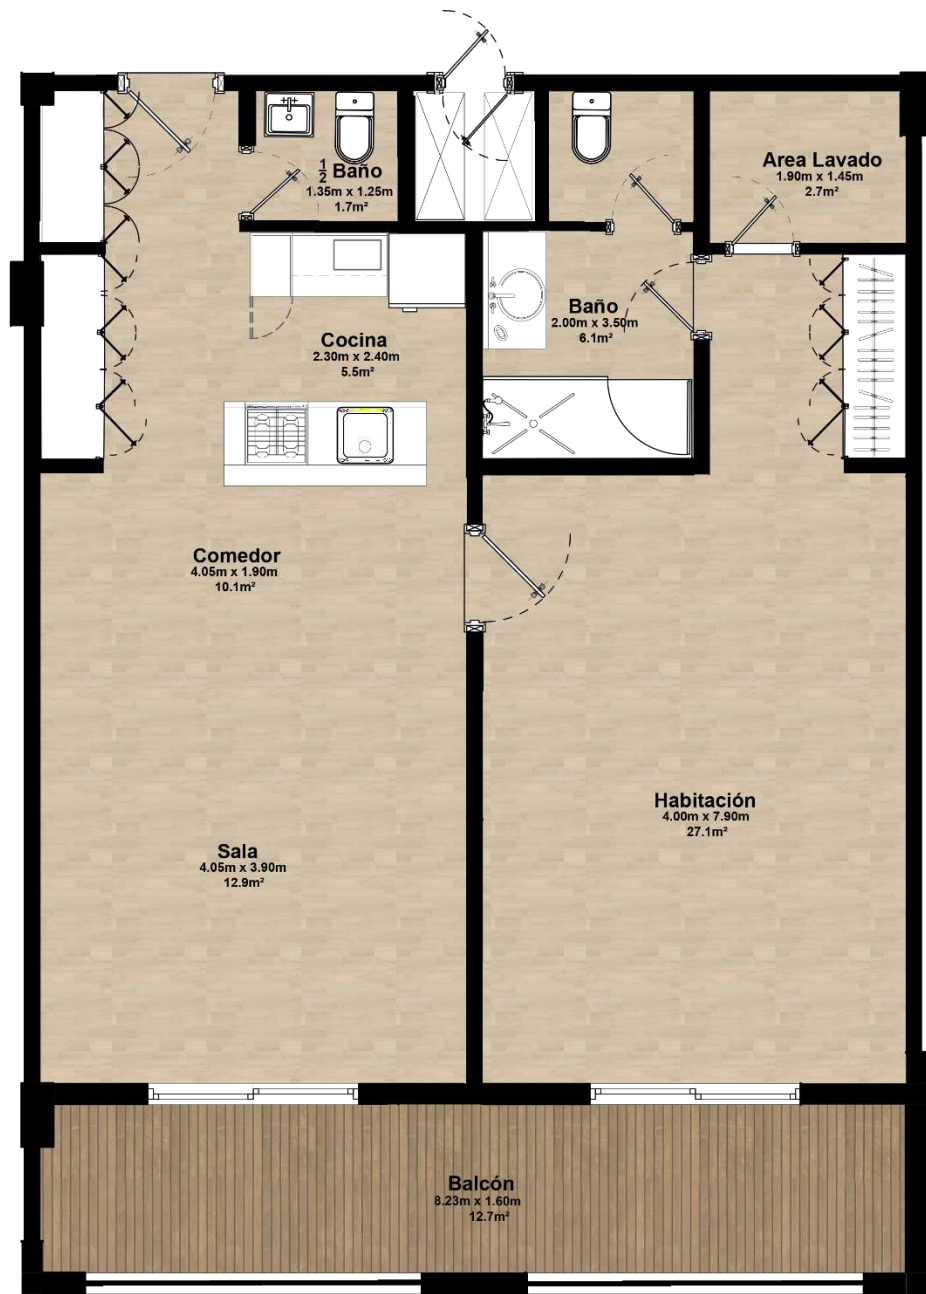 ½ Baño
1.35m x 1.25m
1.7m²
Area Lavado
1.90m x 1.45m
2.7m²
Baño
2.00m x 3.50m
6.1m²
Cocina
2.30m x 2.40m
5.5m²
Comedor
4.05m x 1.90m
10.1m²
Habitación
4.00m x 7.90m
27.1m²
Sala
4.05m x 3.90m
12.9m²
Balcón
8.23m x 1.60m
12.7m²